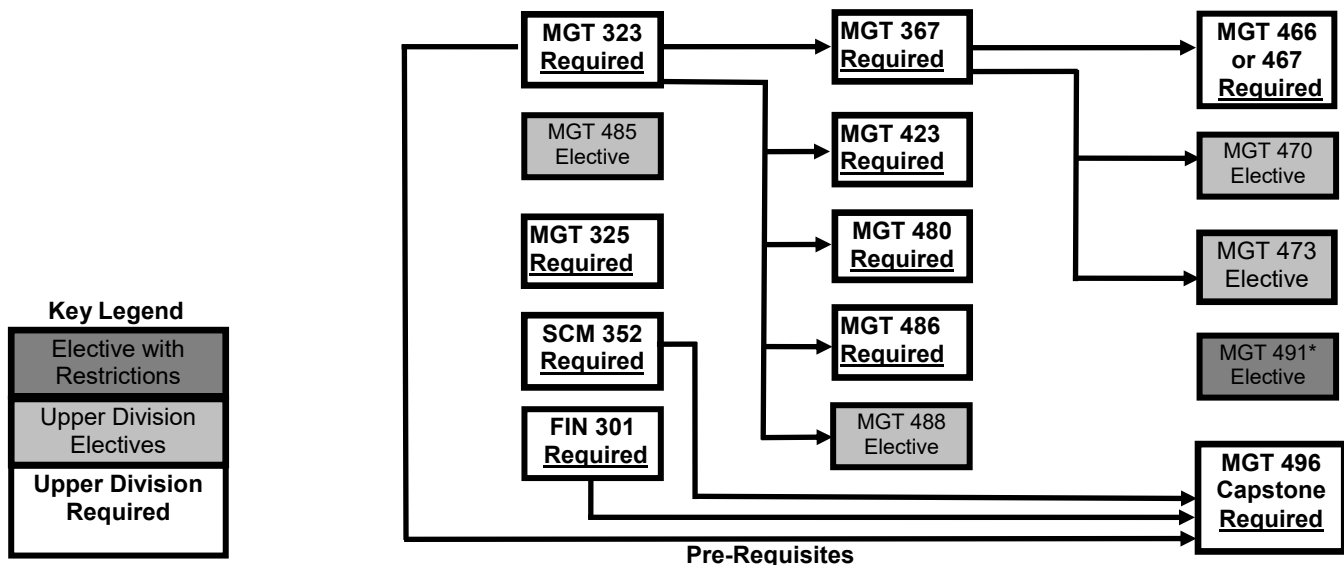 MGT 323
Required
MGT 367
Required
MGT 466
or 467
Required
MGT 485
Elective
MGT 423
Required
MGT 470
Elective
MGT 325
Required
MGT 480
Required
MGT 473
Elective
Key Legend
Elective with
Restrictions
Upper Division
Electives
Upper Division
Required
SCM 352
Required
MGT 486
Required
MGT 491*
Elective
FIN 301
Required
MGT 488
Elective
MGT 496
Capstone
Required
Pre-Requisites